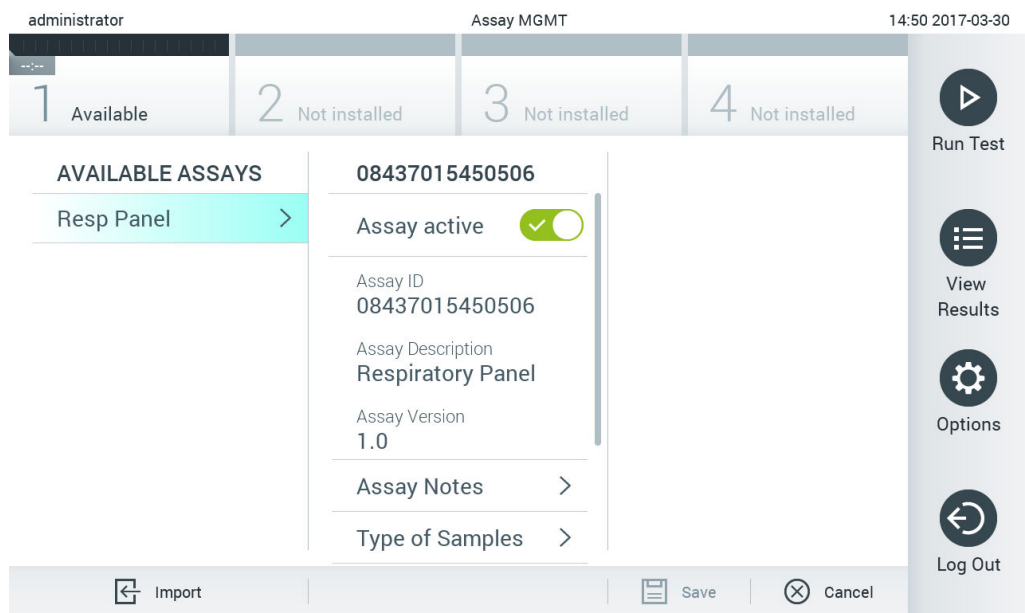 administrator
Assay MGMT
14:50 2017-03-30
--:--
1 Available
2 Not installed
3 Not installed
4 Not installed
AVAILABLE ASSAYS
Resp Panel
08437015450506
Assay active
Assay ID
08437015450506
Assay Description
Respiratory Panel
Assay Version
1.0
Assay Notes
Type of Samples
Run Test
View
Results
Options
Log Out
Import
Save
Cancel